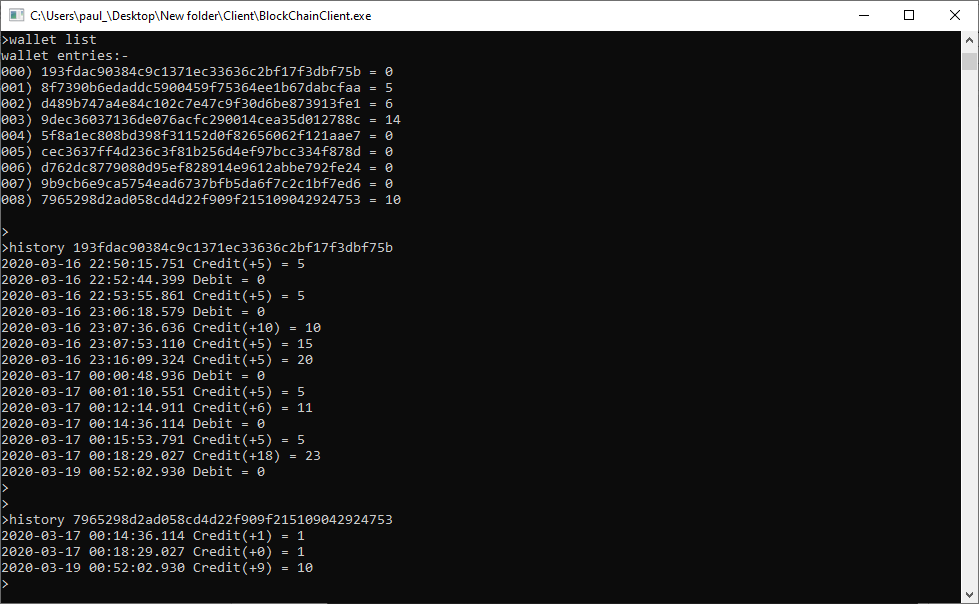 C:\Users\paul_\Desktop\New folder\Client\BlockChainClient.exe
>wallet list
wallet entries:-
000) 193fdac90384c9c1371ec33636c2bf17f3dbf75b = 0
001) 8f7390b6edaddc5900459f75364ee1b67dabcfaa = 5
002) d489b747a4e84c102c7e47c9f30d6be873913fe1 = 6
003) 9dec36037136de076acfc290014cea35d012788c = 14
004) 5f8a1ec808bd398f31152d0f82656062f121aae7 = 0
005) cec3637ff4d236c3f81b256d4ef97bcc334f878d = 0
006) d762dc8779080d95ef828914e9612abbe792fe24 = 0
007) 9b9cb6e9ca5754ead6737bfb5da6f7c2c1bf7ed6 = 0
008) 7965298d2ad058cd4d22f909f215109042924753 = 10
>
>history 193fdac90384c9c1371ec33636c2bf17f3dbf75b
2020-03-16 22:50:15.751 Credit(+5) = 5
2020-03-16 22:52:44.399 Debit = 0
2020-03-16 22:53:55.861 Credit(+5) = 5
2020-03-16 23:06:18.579 Debit = 0
2020-03-16 23:07:36.636 Credit(+10) = 10
2020-03-16 23:07:53.110 Credit(+5) = 15
2020-03-16 23:16:09.324 Credit(+5) = 20
2020-03-17 00:00:48.936 Debit = 0
2020-03-17 00:01:10.551 Credit(+5) = 5
2020-03-17 00:12:14.911 Credit(+6) = 11
2020-03-17 00:14:36.114 Debit = 0
2020-03-17 00:15:53.791 Credit(+5) = 5
2020-03-17 00:18:29.027 Credit(+18) = 23
2020-03-19 00:52:02.930 Debit = 0
>
>
>history 7965298d2ad058cd4d22f909f215109042924753
2020-03-17 00:14:36.114 Credit(+1) = 1
2020-03-17 00:18:29.027 Credit(+0) = 1
2020-03-19 00:52:02.930 Credit(+9) = 10
>